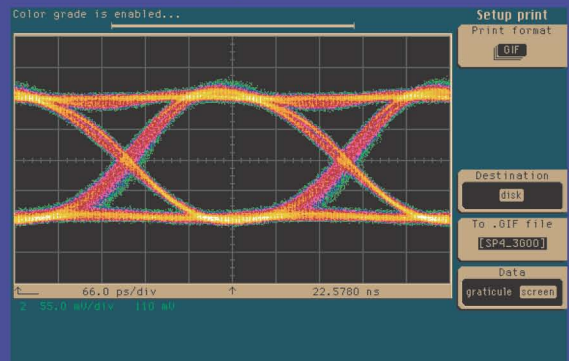 Color grade is enabled...
Setup print
Print format
GIF
Destination
disk
To .GIF file
[SP4_3G00]
Data
graticule screen
66.0 ps/div 22.5780 ns
2 55.0 mV/div 110 mV